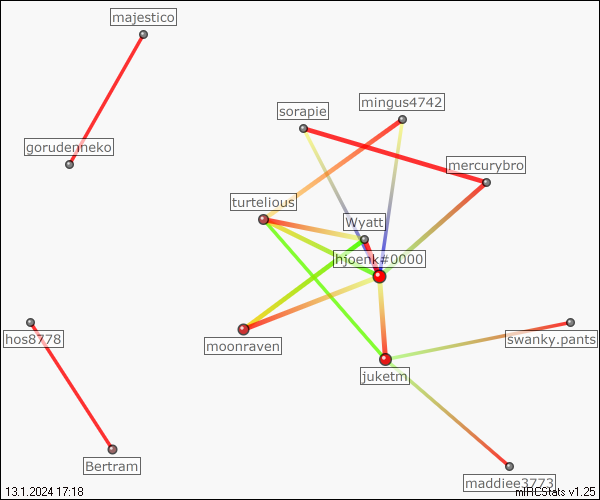 majestico
mingus4742
sorapie
gorudenneko
mercurybro
turtelious
Wyatt
hjoenk#0000
hos8778
swanky.pants
moonraven
juketm
Bertram
maddiee3773
13.1.2024 17:18
mIRCStats v1.25